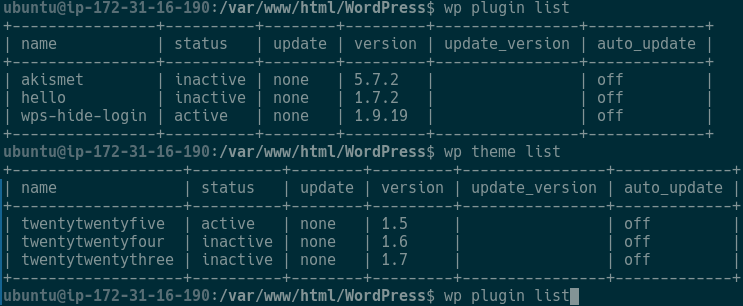 ubuntu@ip-172-31-16-190:/var/www/html/WordPress$ wp plugin list
+----------------+----------+--------+---------+----------------+-------------+
| name           | status   | update | version | update_version | auto_update |
+----------------+----------+--------+---------+----------------+-------------+
| akismet        | inactive | none   | 5.7.2   |                | off         |
| hello          | inactive | none   | 1.7.2   |                | off         |
| wps-hide-login | active   | none   | 1.9.19  |                | off         |
+----------------+----------+--------+---------+----------------+-------------+
ubuntu@ip-172-31-16-190:/var/www/html/WordPress$ wp theme list
+-------------------+----------+--------+---------+----------------+-------------+
| name              | status   | update | version | update_version | auto_update |
+-------------------+----------+--------+---------+----------------+-------------+
| twentytwentyfive  | active   | none   | 1.5     |                | off         |
| twentytwentyfour  | inactive | none   | 1.6     |                | off         |
| twentytwentythree | inactive | none   | 1.7     |                | off         |
+-------------------+----------+--------+---------+----------------+-------------+
ubuntu@ip-172-31-16-190:/var/www/html/WordPress$ wp plugin list